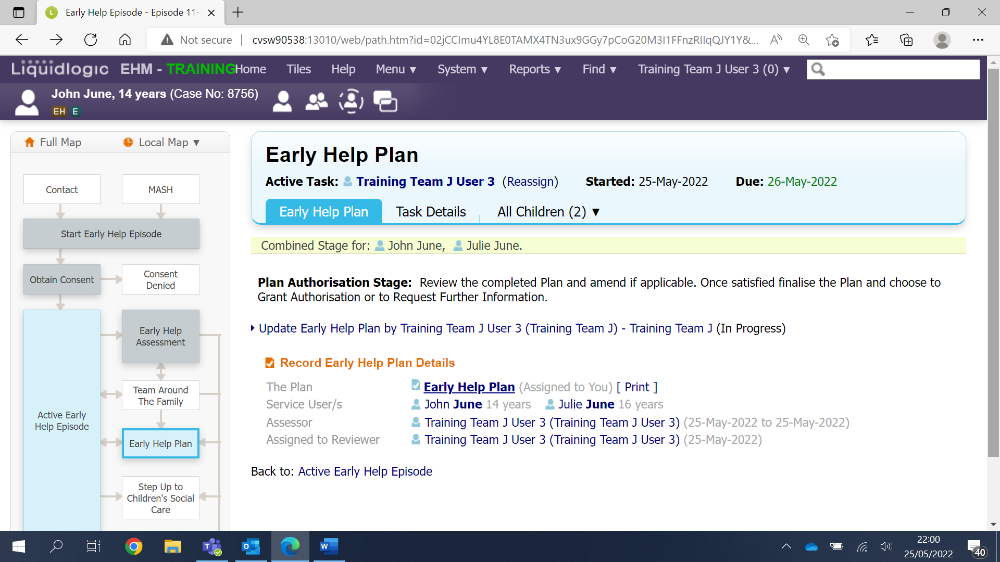 Early Help Episode - Episode 11-
Not secure
cvsw90538:13010/web/path.htm?id=02jCCImu4YL8E0TAMX4TN3ux9GGy7pCoG20M3I1FFnzRIIqQJY1Y&...
Liquidlogic EHM - TRAINING Home Tiles Help Menu ▼ System ▼ Reports ▼ Find ▼ Training Team J User 3 (0) ▼
John June, 14 years (Case No: 8756)
EH E
Full Map Local Map ▼
Contact
MASH
Start Early Help Episode
Obtain Consent
Consent
Denied
Early Help
Assessment
Team Around
The Family
Active Early
Help Episode
Early Help Plan
Step Up to
Children's Social
Care
Early Help Plan
Active Task: Training Team J User 3 (Reassign) Started: 25-May-2022 Due: 26-May-2022
Early Help Plan Task Details All Children (2) ▼
Combined Stage for: John June, Julie June.
Plan Authorisation Stage: Review the completed Plan and amend if applicable. Once satisfied finalise the Plan and choose to
Grant Authorisation or to Request Further Information.
Update Early Help Plan by Training Team J User 3 (Training Team J) - Training Team J (In Progress)
Record Early Help Plan Details
The Plan Early Help Plan (Assigned to You) [ Print ]
Service User/s John June 14 years Julie June 16 years
Assessor Training Team J User 3 (Training Team J User 3) (25-May-2022 to 25-May-2022)
Assigned to Reviewer Training Team J User 3 (Training Team J User 3) (25-May-2022)
Back to: Active Early Help Episode
22:00
25/05/2022
40